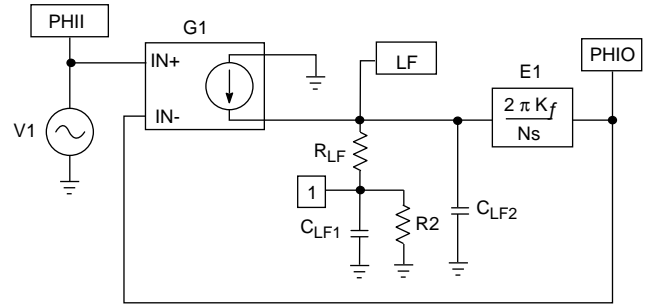 PHII
G1
IN+
IN-
V1
LF
E1
PHIO
2 π Kf
Ns
RLF
1
CLF1
R2
CLF2